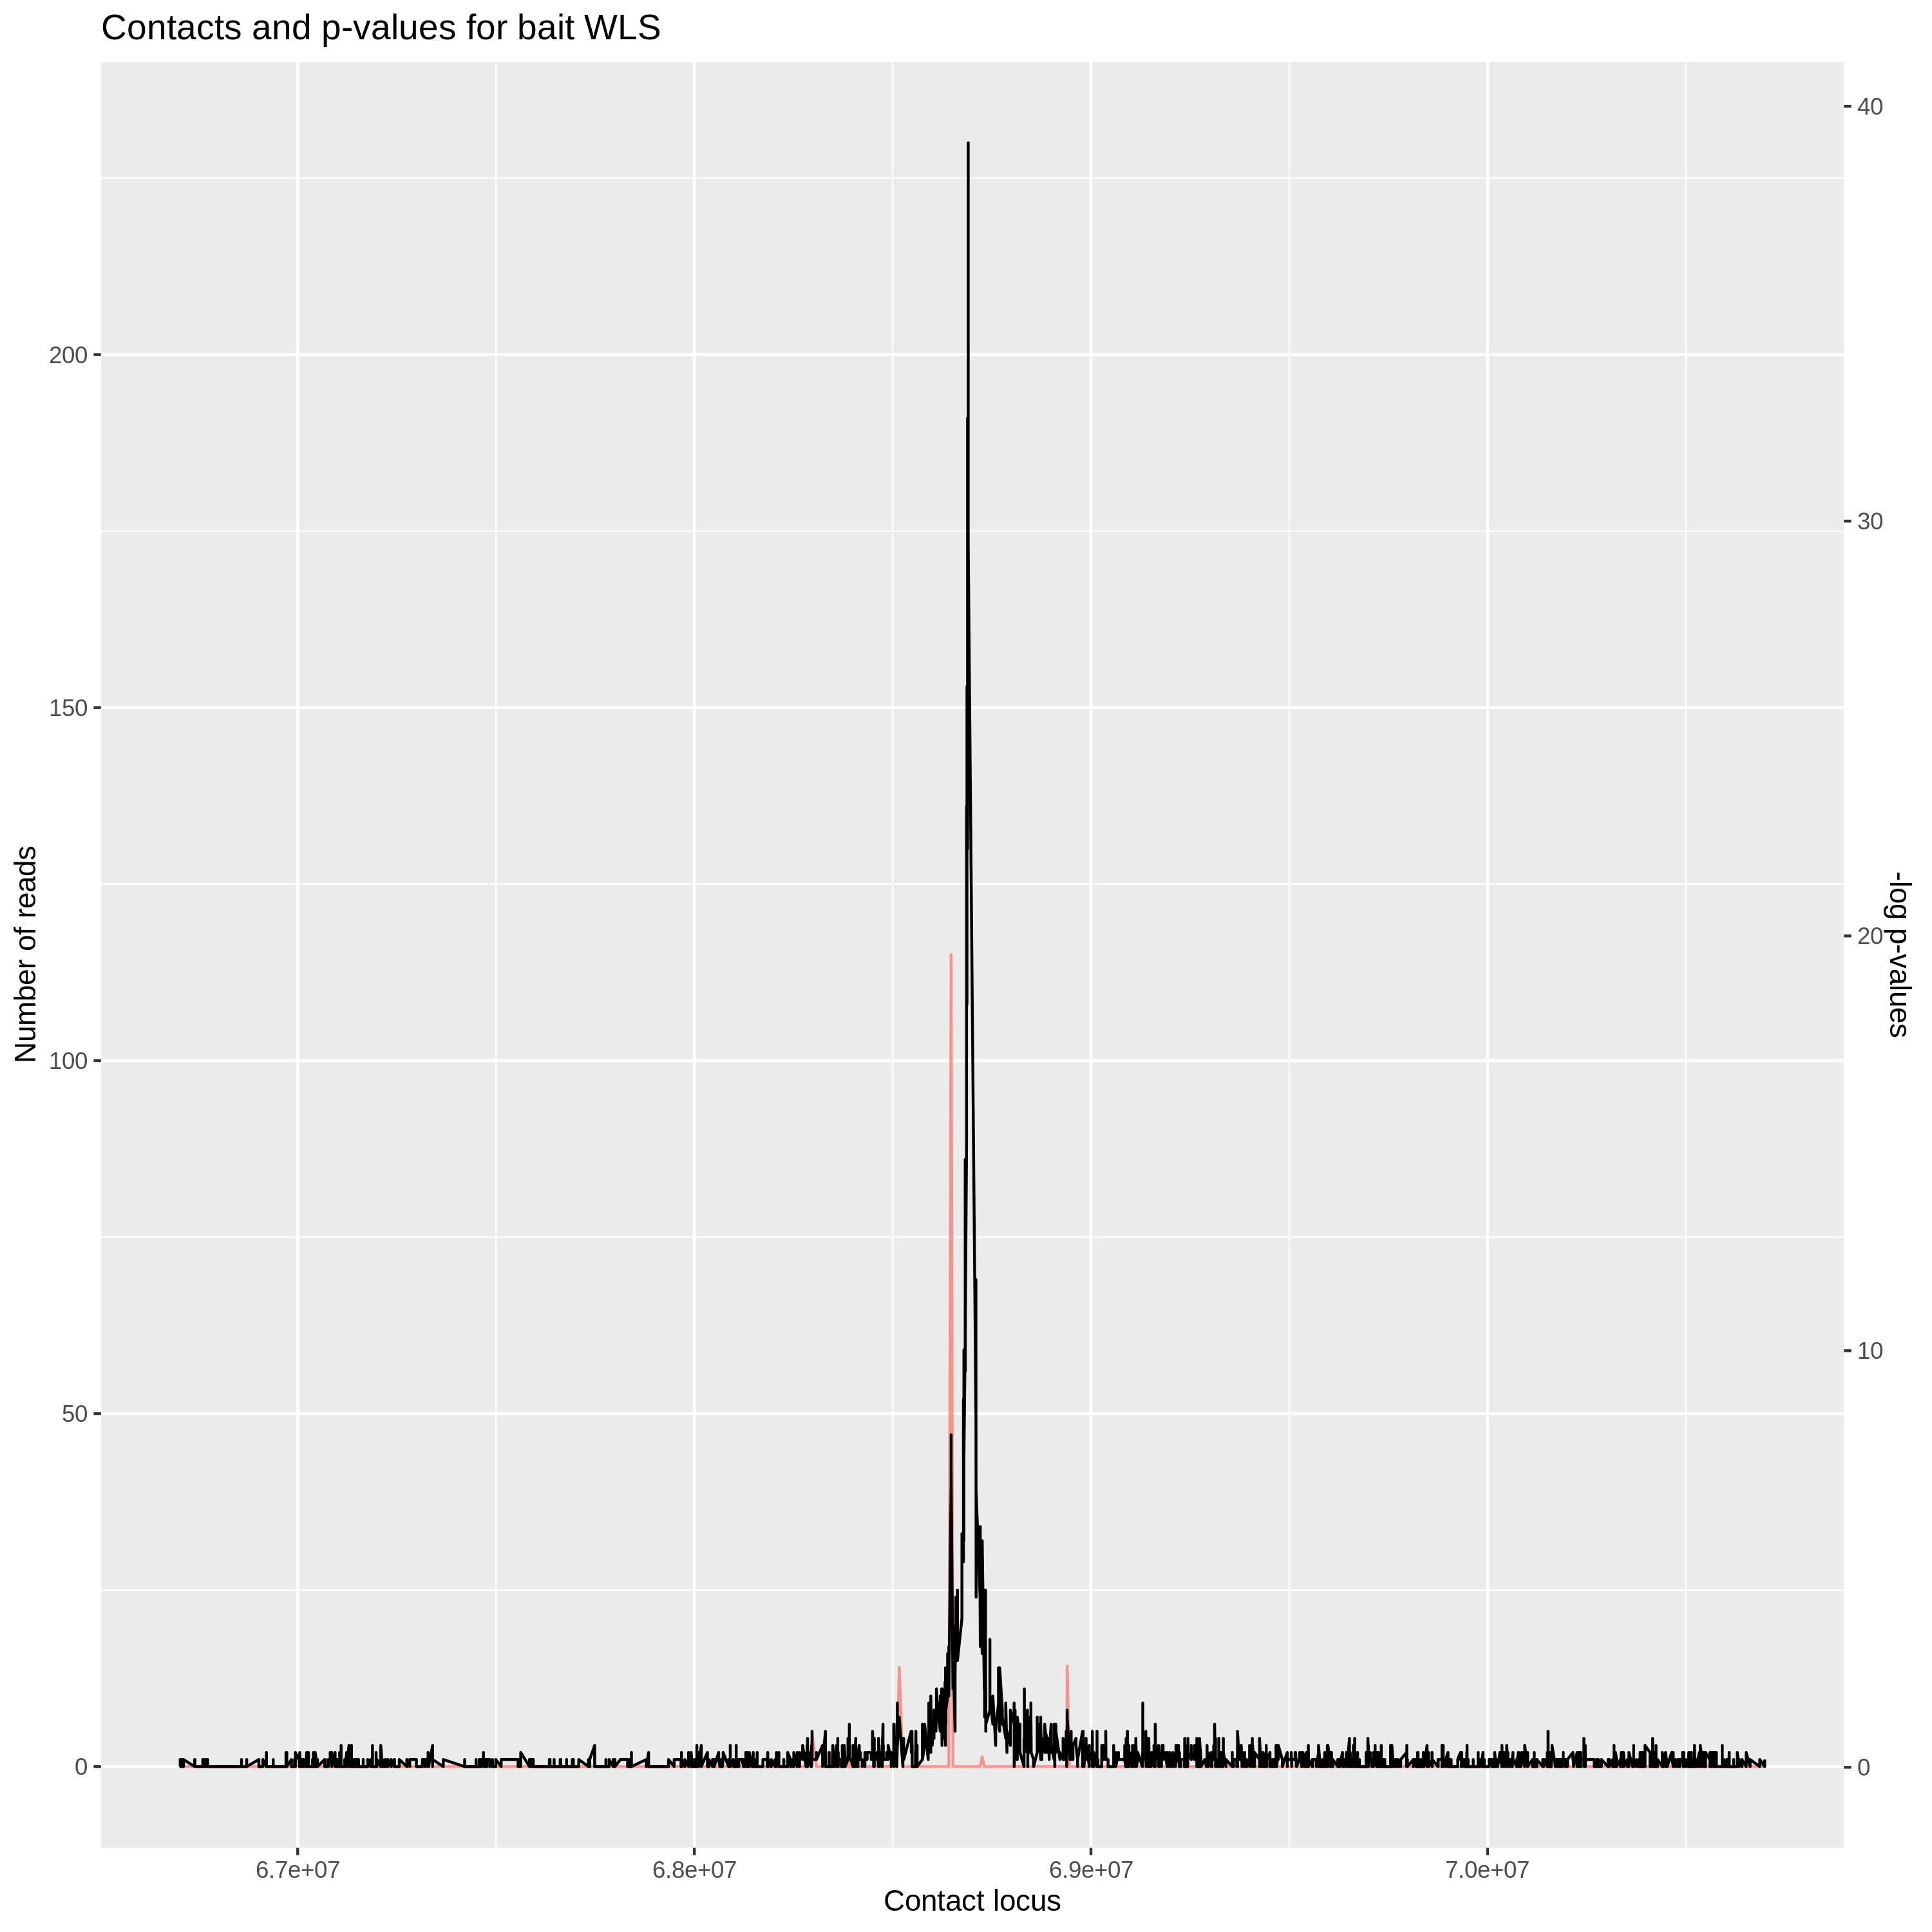 Contacts and p-values for bait WLS
Number of reads
200
150
100
50
0
40
30
20
10
0
-log p-values
6.7e+07 6.8e+07 6.9e+07 7.0e+07
Contact locus